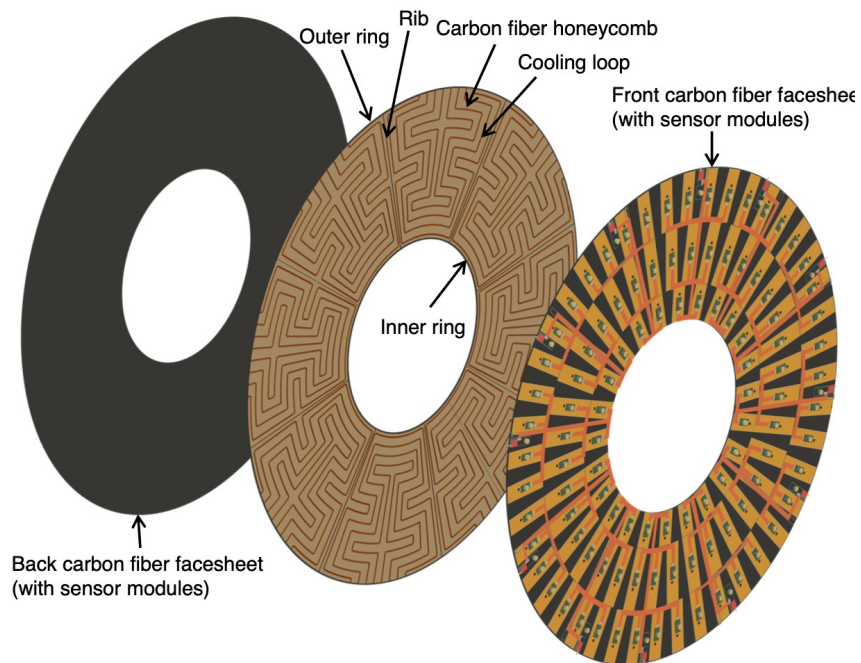 Rib
Outer ring
Carbon fiber honeycomb
Cooling loop
Front carbon fiber faceshee
(with sensor modules)
Inner ring
Back carbon fiber facesheet
(with sensor modules)